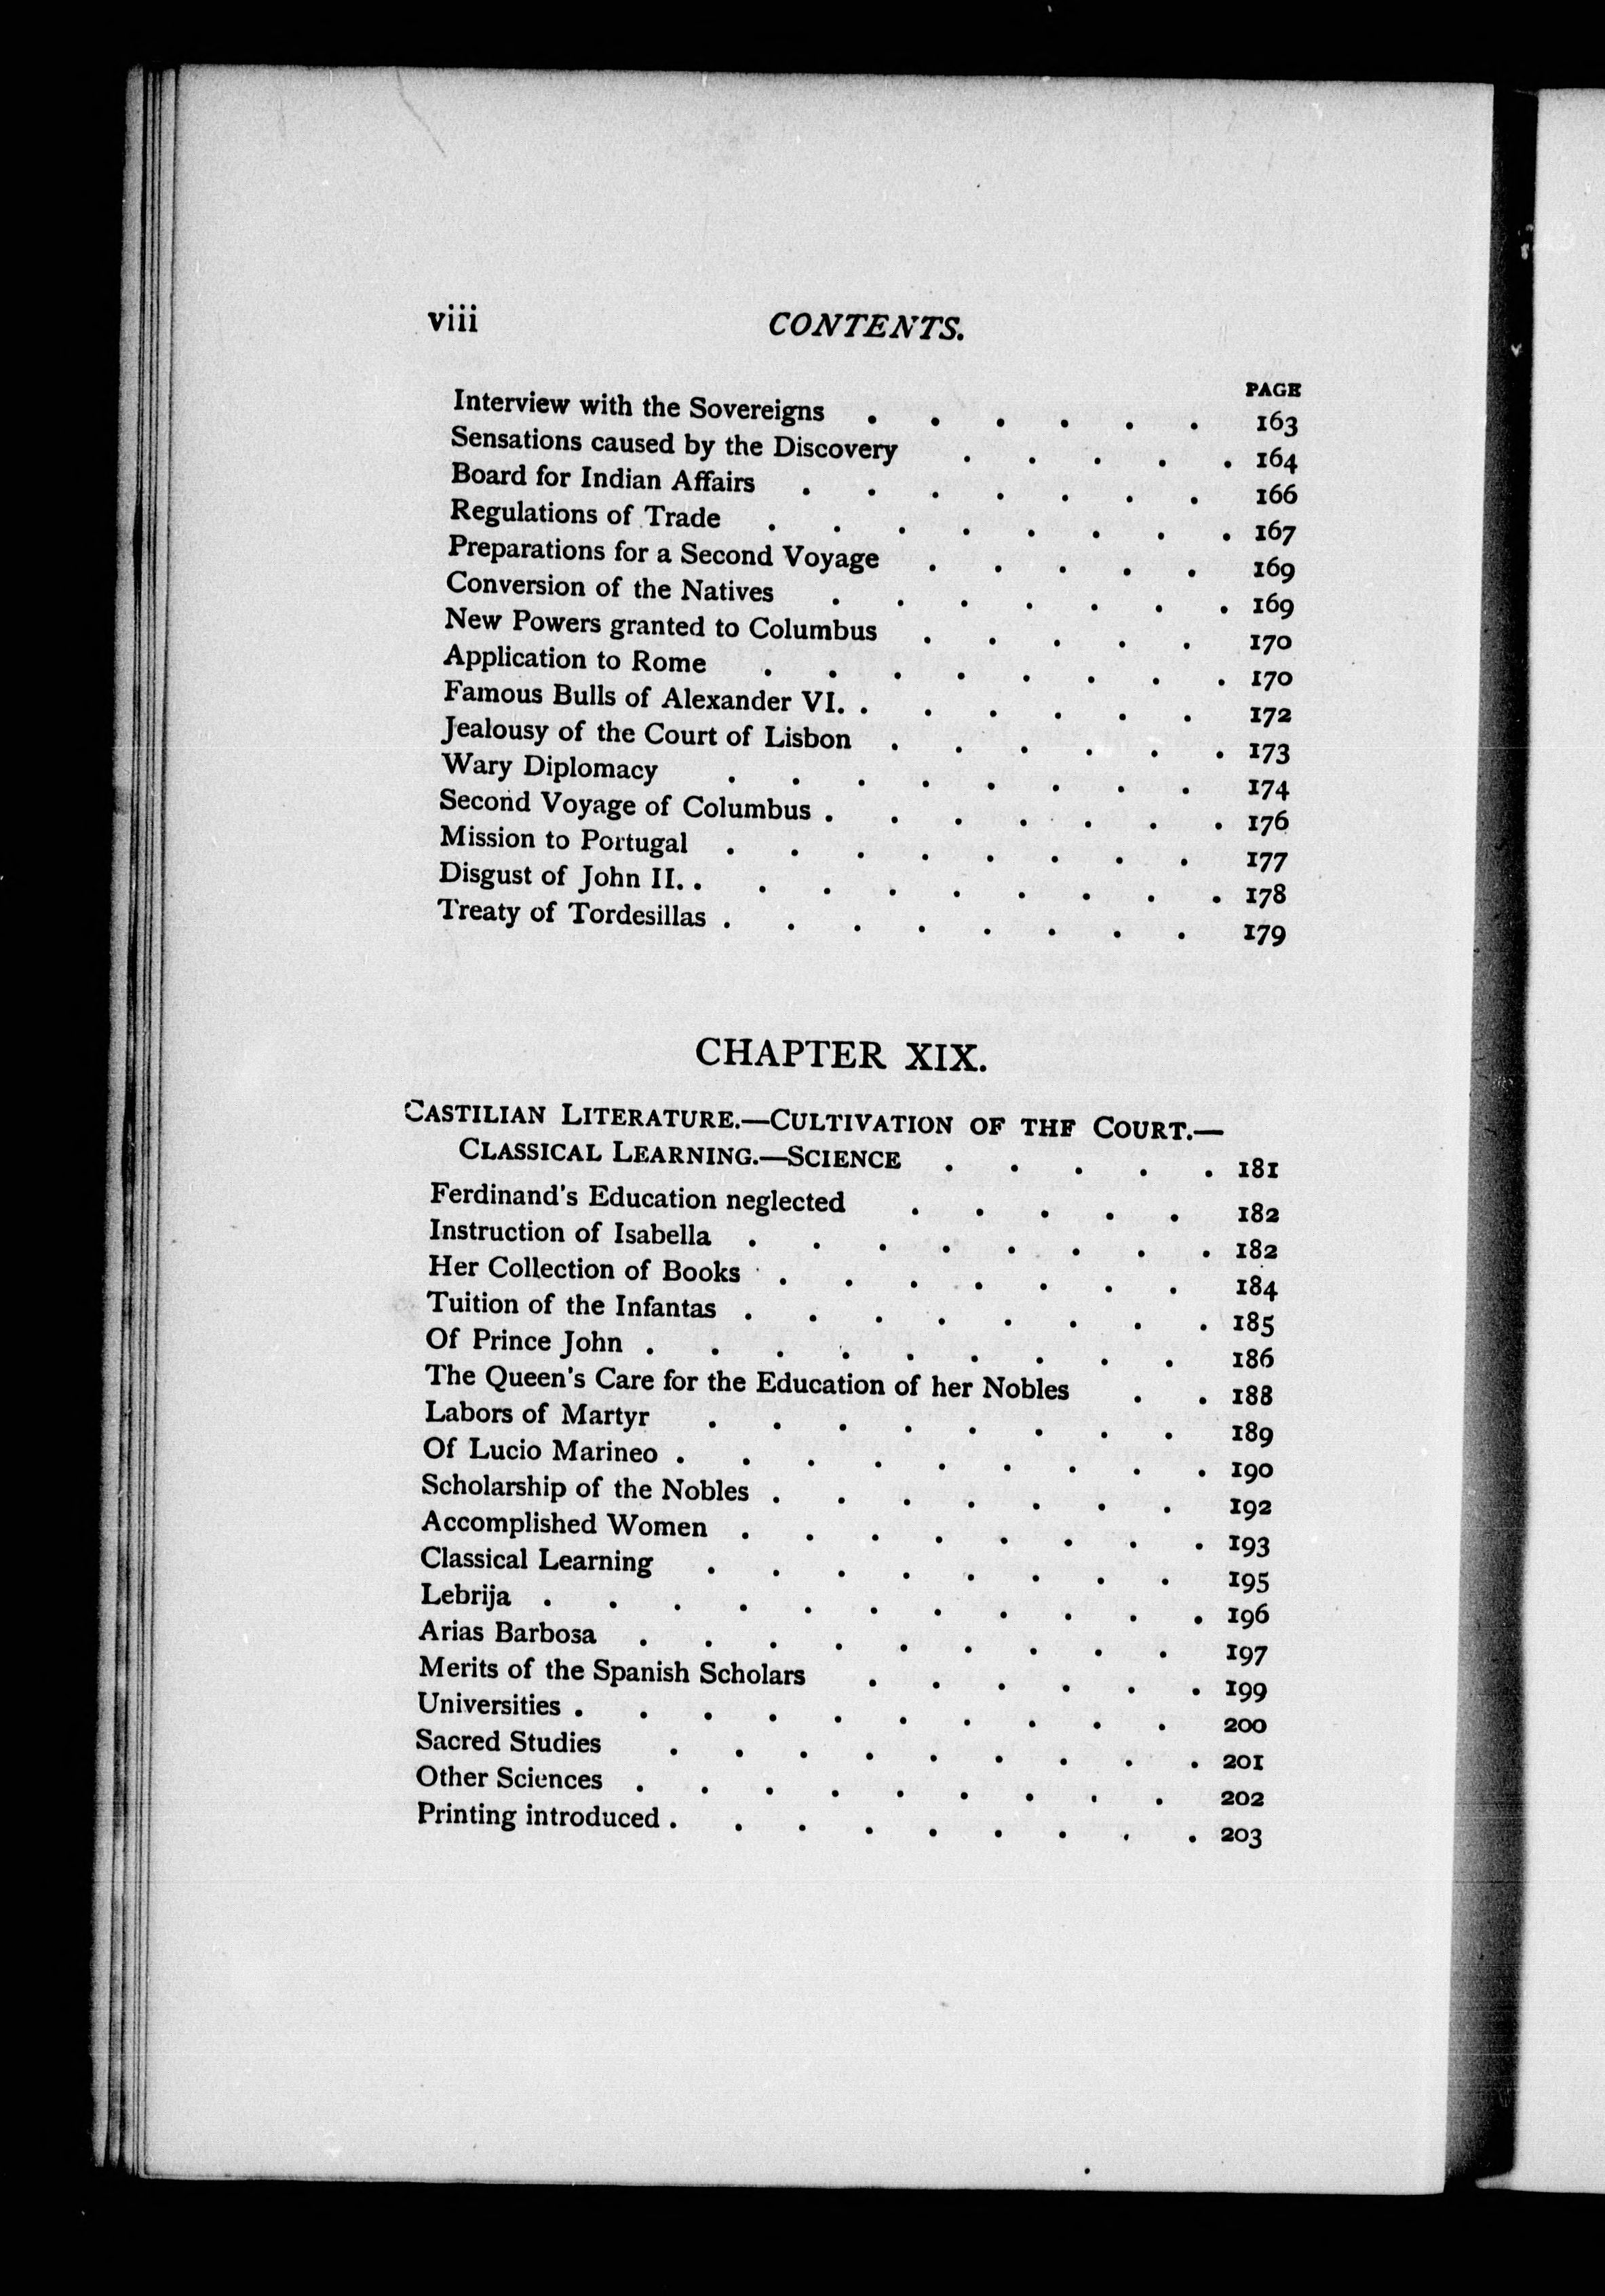 viii CONTENTS.
PAGE
Interview with the Sovereigns . . . . . . 163
Sensations caused by the Discovery . . . . . 164
Board for Indian Affairs . . . . . . . 166
Regulations of Trade . . . . . . . . 167
Preparations for a Second Voyage . . . . . 169
Conversion of the Natives . . . . . . . 169
New Powers granted to Columbus . . . . . 170
Application to Rome . . . . . . . . 170
Famous Bulls of Alexander VI. . . . . . . 172
Jealousy of the Court of Lisbon . . . . . . 173
Wary Diplomacy . . . . . . . . 174
Second Voyage of Columbus . . . . . . . 176
Mission to Portugal . . . . . . . . 177
Disgust of John II. . . . . . . . . . 178
Treaty of Tordesillas . . . . . . . . 179
CHAPTER XIX.
CASTILIAN LITERATURE.—CULTIVATION OF THE COURT.—
CLASSICAL LEARNING.—SCIENCE . . . . . 181
Ferdinand's Education neglected . . . . . 182
Instruction of Isabella . . . . . . . . 182
Her Collection of Books . . . . . . . 184
Tuition of the Infantas . . . . . . . . 185
Of Prince John . . . . . . . . . 186
The Queen's Care for the Education of her Nobles . . 188
Labors of Martyr . . . . . . . . 189
Of Lucio Marineo . . . . . . . . . 190
Scholarship of the Nobles . . . . . . . 192
Accomplished Women . . . . . . . . 193
Classical Learning . . . . . . . . 195
Lebrija . . . . . . . . . . . 196
Arias Barbosa . . . . . . . . . 197
Merits of the Spanish Scholars . . . . . . 199
Universities . . . . . . . . . . 200
Sacred Studies . . . . . . . . . 201
Other Sciences . . . . . . . . . 202
Printing introduced . . . . . . . . . 203